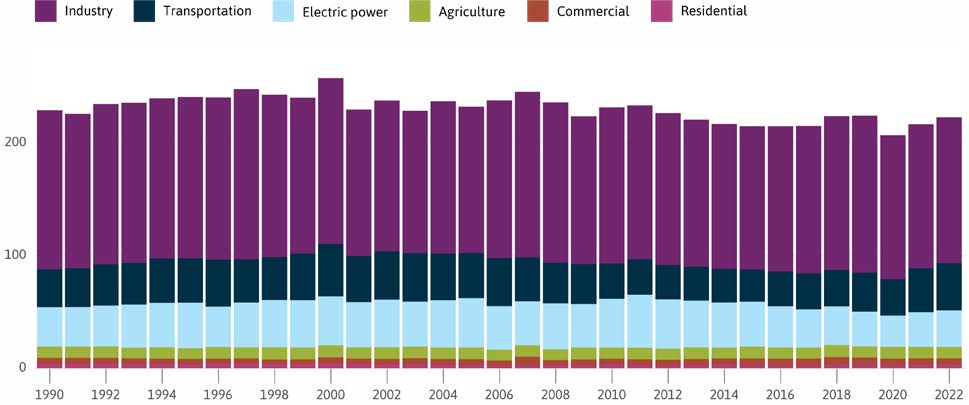 Industry Transportation Electric power Agriculture Commercial Residential
200
100
0
1990 1992 1994 1996 1998 2000 2002 2004 2006 2008 2010 2012 2014 2016 2018 2020 2022